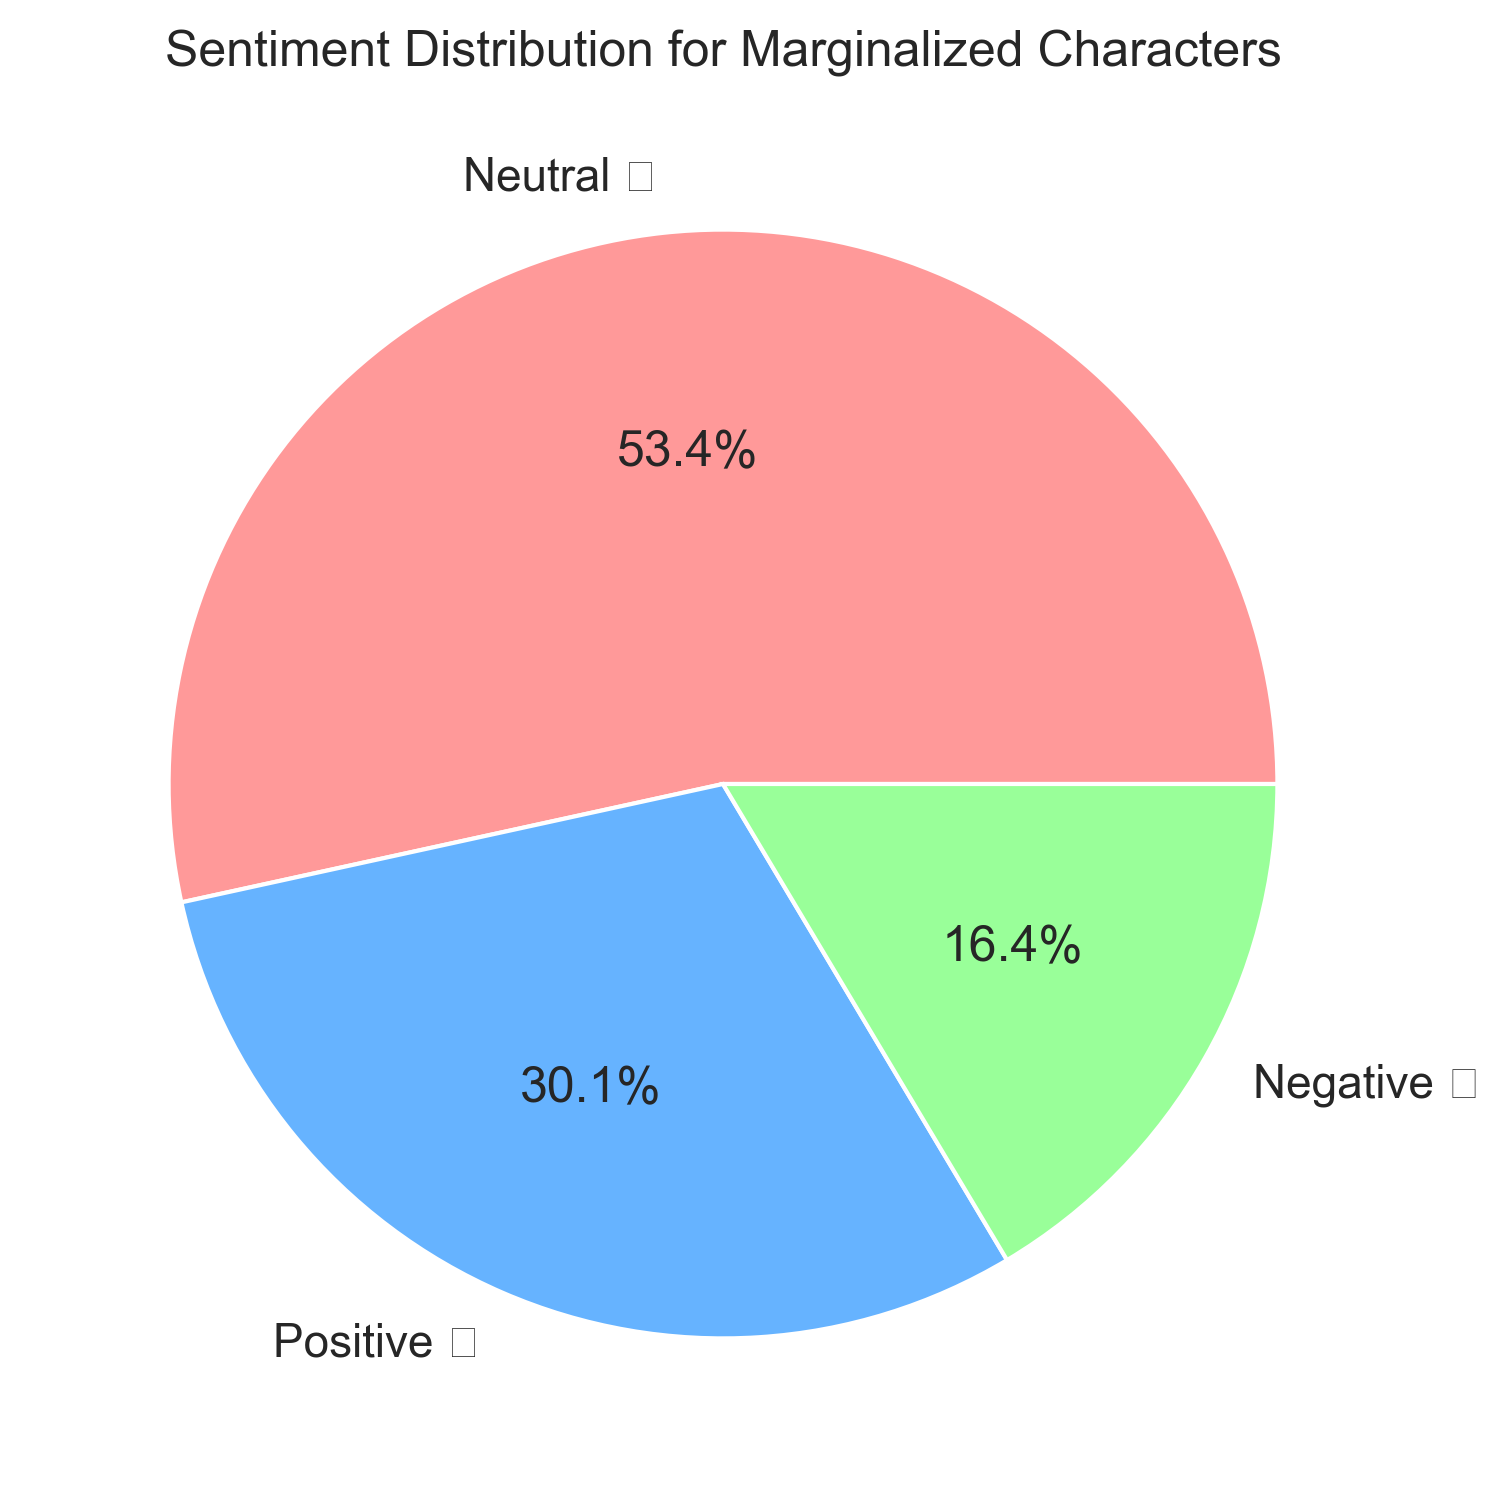 Sentiment Distribution for Marginalized Characters
Neutral
53.4%
16.4%
30.1%
Negative
Positive